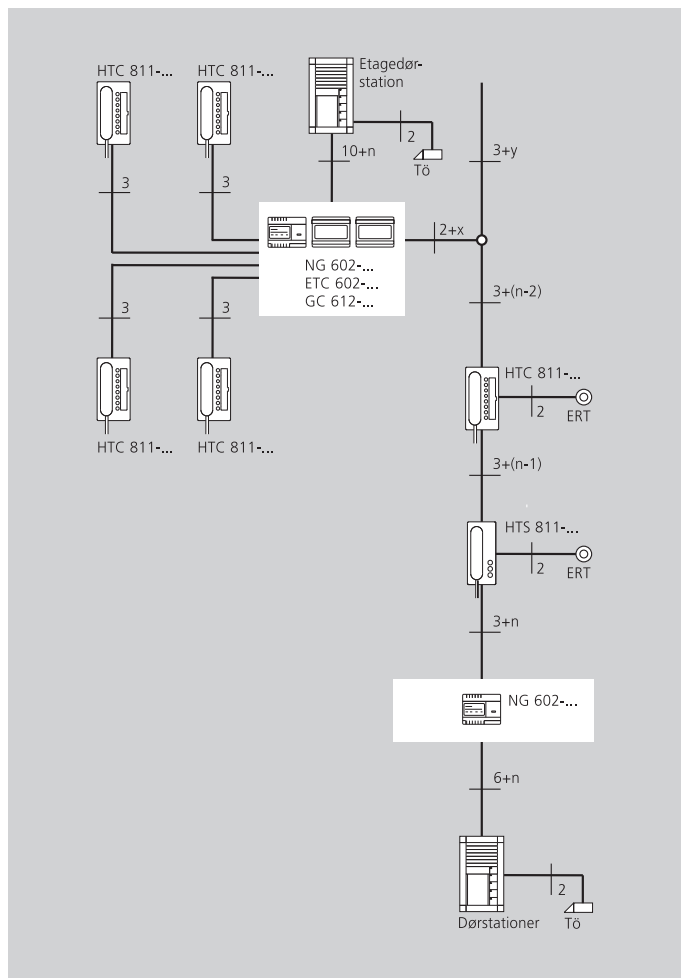 HTC 811-...
HTC 811-...
Etagedør-
station
3
3
10+n
2
Tö
3+y
2+x
NG 602-...
ETC 602-...
GC 612-...
3
3
3+(n-2)
HTC 811-...
HTC 811-...
HTC 811-...
2
ERT
3+(n-1)
HTS 811-...
2
ERT
3+n
NG 602-...
6+n
2
Dørstationer
Tö